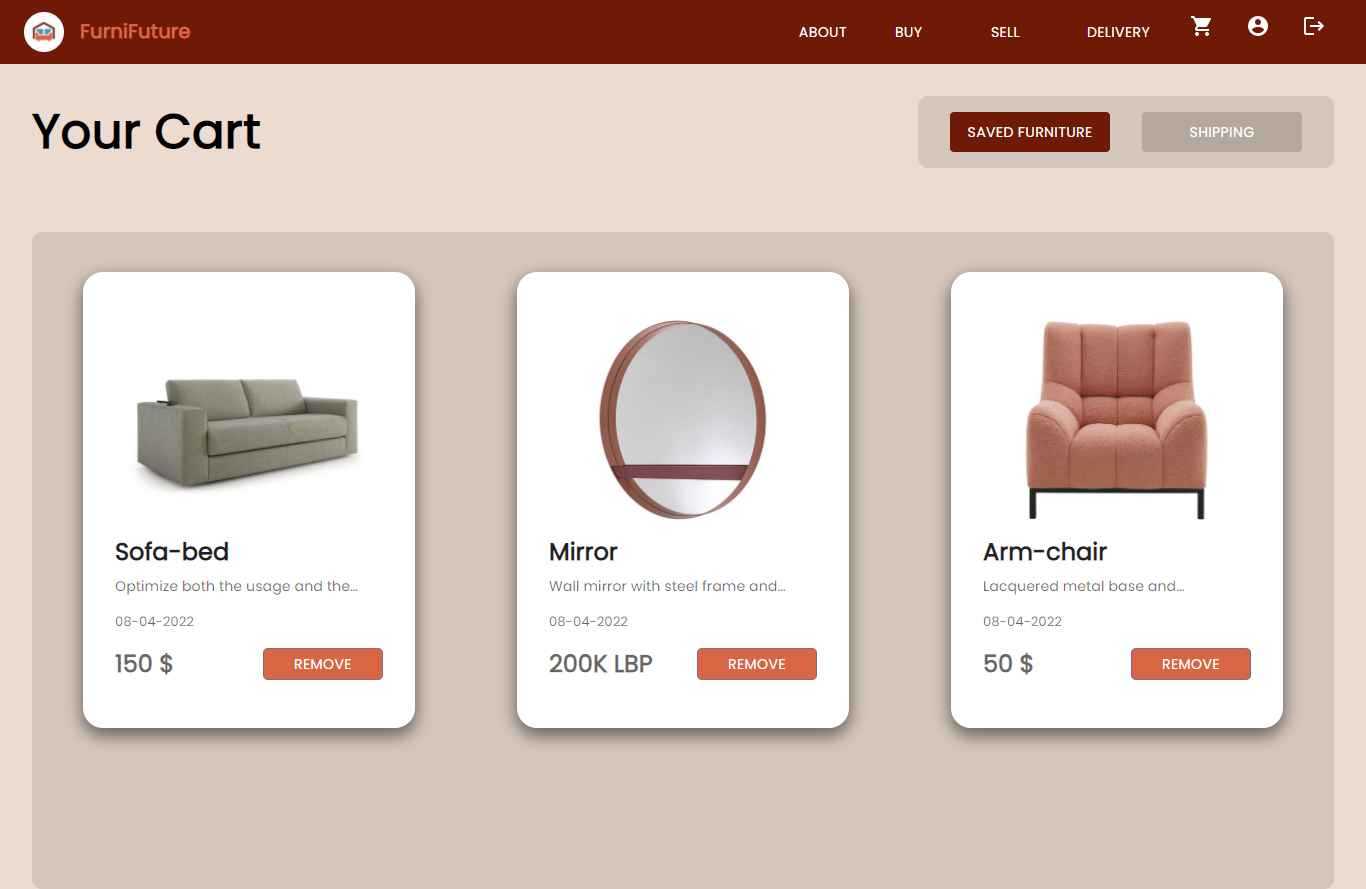 FurniFuture
ABOUT
BUY
SELL
DELIVERY
Your Cart
SAVED FURNITURE
SHIPPING
Sofa-bed
Optimize both the usage and the...
08-04-2022
150 $
REMOVE
Mirror
Wall mirror with steel frame and...
08-04-2022
200K LBP
REMOVE
Arm-chair
Lacquered metal base and...
08-04-2022
50 $
REMOVE